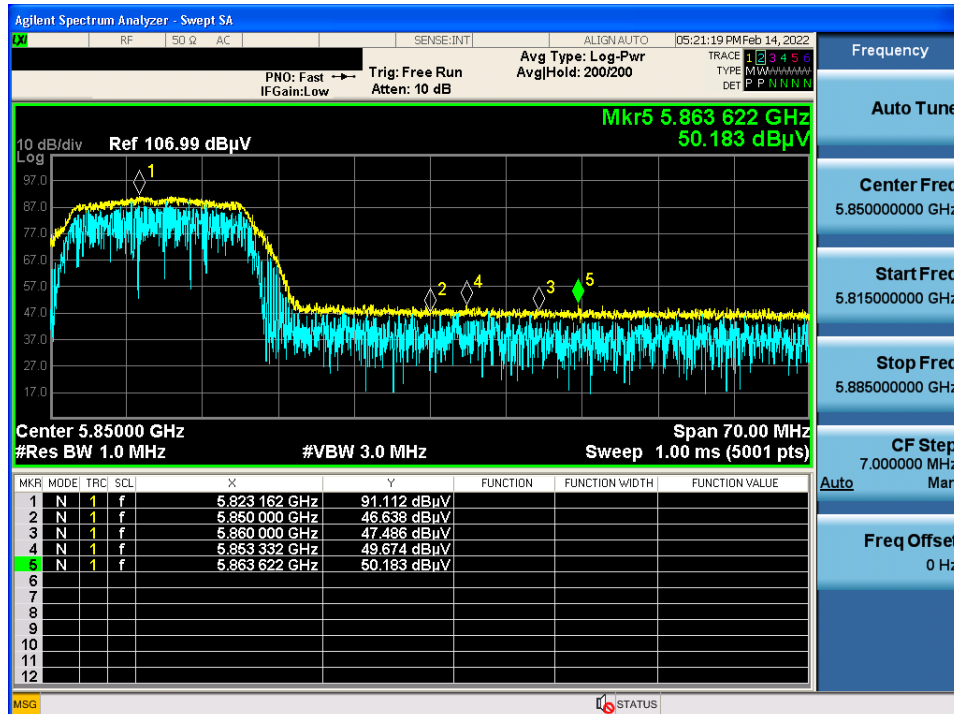 Agilent Spectrum Analyzer - Swept SA
LXI RF 50 Ω AC SENSE:INT ALIGNAUTO 05:21:19 PM Feb 14, 2022
PNO: Fast Trig: Free Run Avg Type: Log-Pwr TRACE 1 2 3 4 5 6
IFGain:Low Atten: 10 dB Avg|Hold: 200/200 TYPE M W W W W W
DET P P N N N N
Mkr5 5.863 622 GHz
50.183 dBµV
10 dB/div Ref 106.99 dBµV
Log
97.0
87.0
77.0
67.0
57.0
47.0
37.0
27.0
17.0
1
2
4
3
5
Center 5.85000 GHz Span 70.00 MHz
#Res BW 1.0 MHz #VBW 3.0 MHz Sweep 1.00 ms (5001 pts)
MKR MODE TRC SCL X Y FUNCTION FUNCTION WIDTH FUNCTION VALUE
1 N 1 f 5.823 162 GHz 91.112 dBµV
2 N 1 f 5.850 000 GHz 46.638 dBµV
3 N 1 f 5.860 000 GHz 47.486 dBµV
4 N 1 f 5.853 332 GHz 49.674 dBµV
5 N 1 f 5.863 622 GHz 50.183 dBµV
6
7
8
9
10
11
12
MSG STATUS
Frequency
Auto Tune
Center Freq
5.850000000 GHz
Start Freq
5.815000000 GHz
Stop Freq
5.885000000 GHz
CF Step
7.000000 MHz
Auto Man
Freq Offset
0 Hz